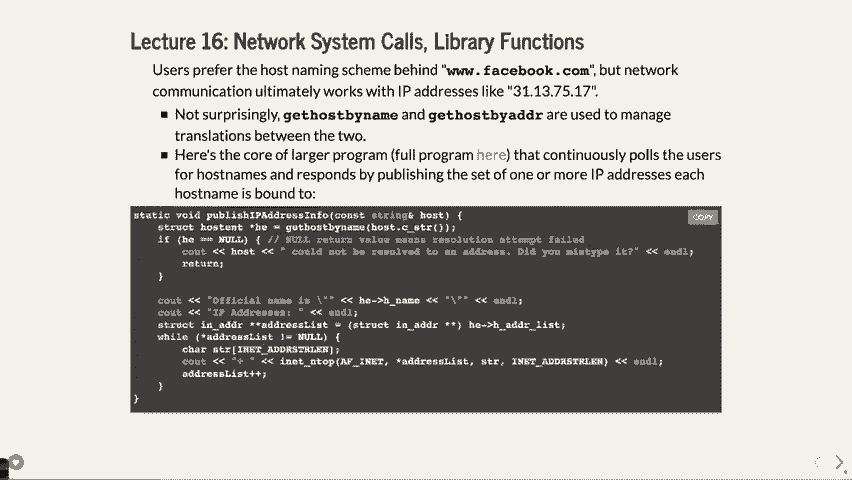 Lecture 16: Network System Calls, Library Functions
Users prefer the host naming scheme behind "www.facebook.com", but network
communication ultimately works with IP addresses like "31.13.75.17".
Not surprisingly, gethostbyname and gethostbyaddr are used to manage
translations between the two.
Here's the core of larger program (full program here) that continuously polls the users
for hostnames and responds by publishing the set of one or more IP addresses each
hostname is bound to:
COPY
static void publishIPAddressInfo(const string& host) {
struct hostent *he = gethostbyname(host.c_str());
if (he == NULL) { // NULL return value means resolution attempt failed
cout << host << " could not be resolved to an address. Did you mistype it?" << endl;
return;
}
cout << "Official name is \"" << he->h_name << "\"" << endl;
cout << "IP Addresses: " << endl;
struct in_addr **addressList = (struct in_addr **) he->h_addr_list;
while (*addressList != NULL) {
char str[INET_ADDRSTRLEN];
cout << "+ " << inet_ntop(AF_INET, *addressList, str, INET_ADDRSTRLEN) << endl;
addressList++;
}
}